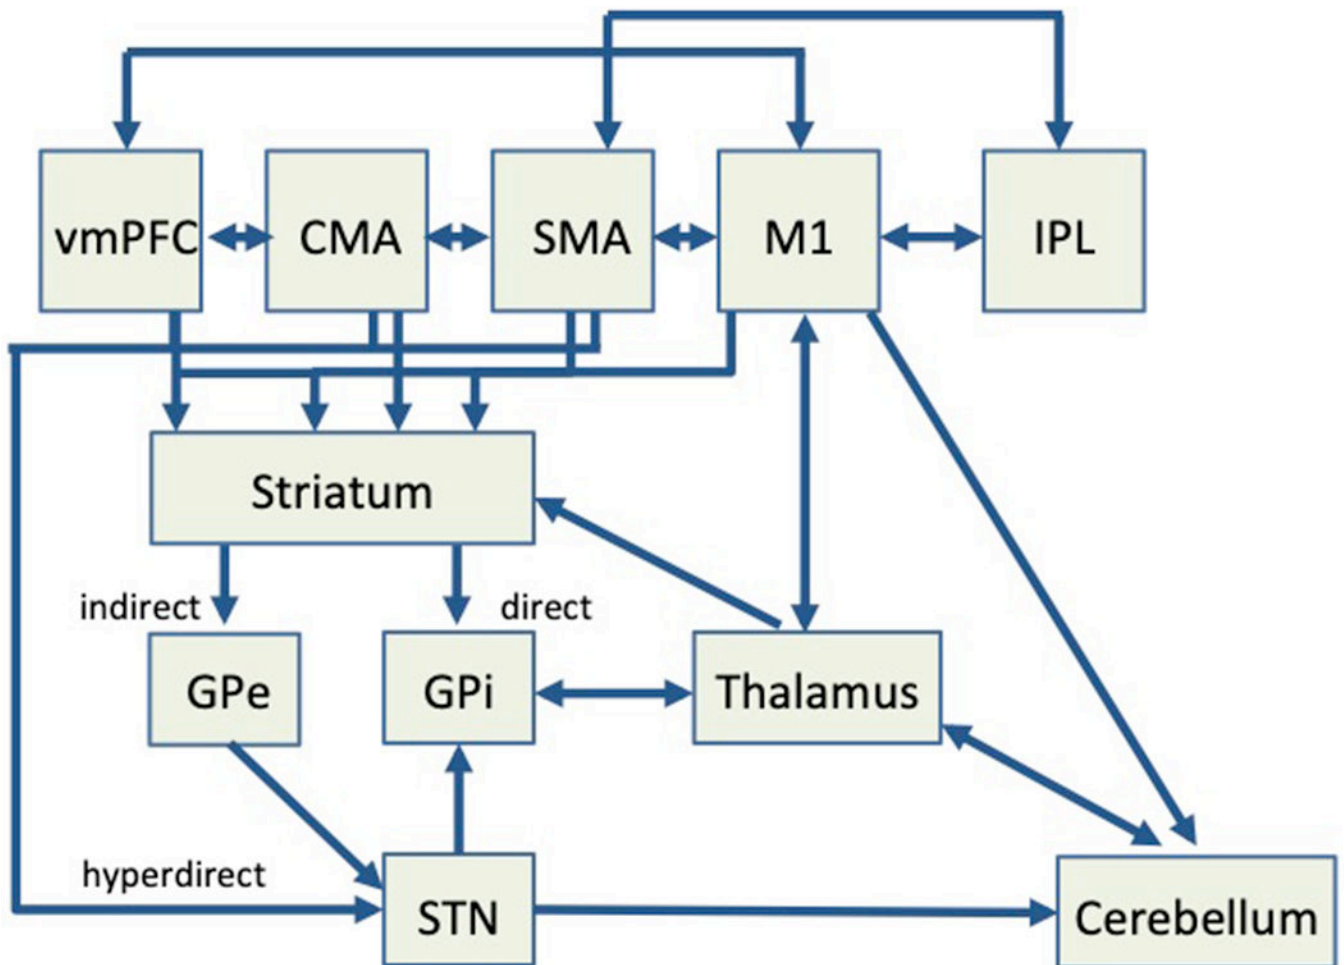 vmPFC
CMA
SMA
M1
IPL
Striatum
indirect
direct
GPe
GPi
Thalamus
hyperdirect
STN
Cerebellum